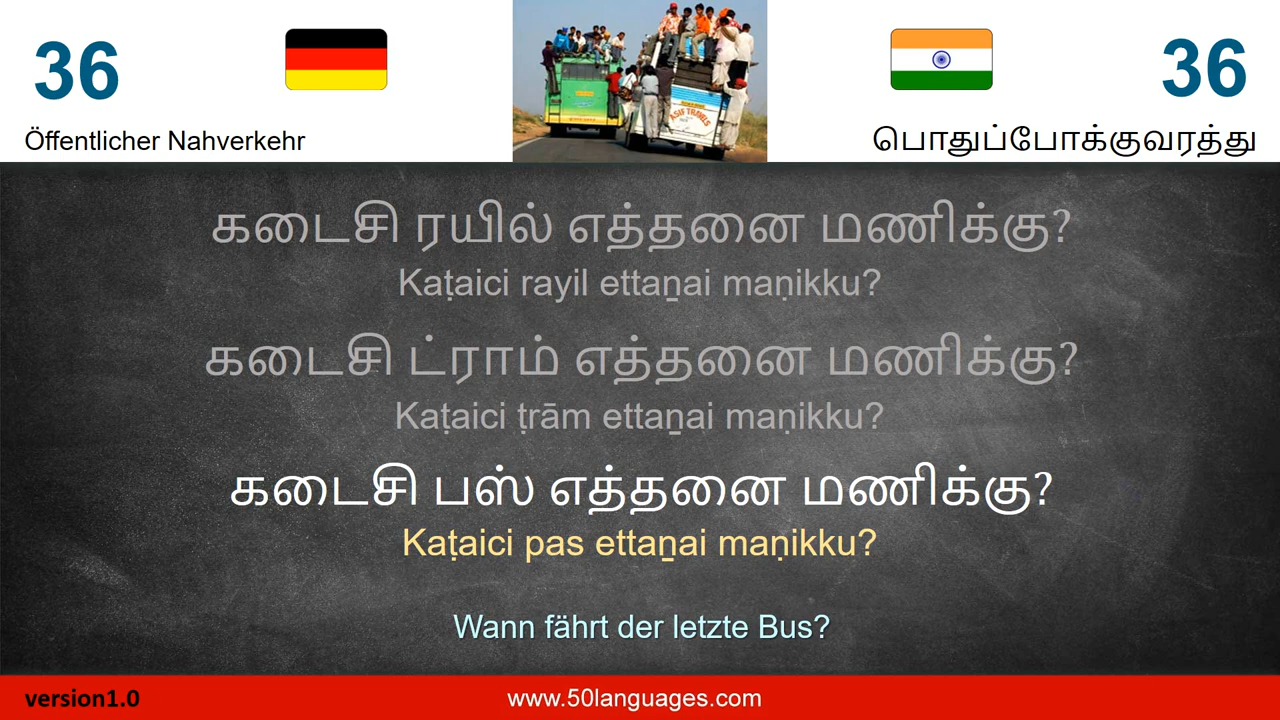 36
36
Öffentlicher Nahverkehr
பொதுப்போக்குவரத்து
ASIF TRAVELS
கடைசி ரயில் எத்தனை மணிக்கு?
Kaṭaici rayil ettaṉai maṇikku?
கடைசி ட்ராம் எத்தனை மணிக்கு?
Kaṭaici ṭrām ettaṉai maṇikku?
கடைசி பஸ் எத்தனை மணிக்கு?
Kaṭaici pas ettaṉai maṇikku?
Wann fährt der letzte Bus?
version1.0
www.50languages.com